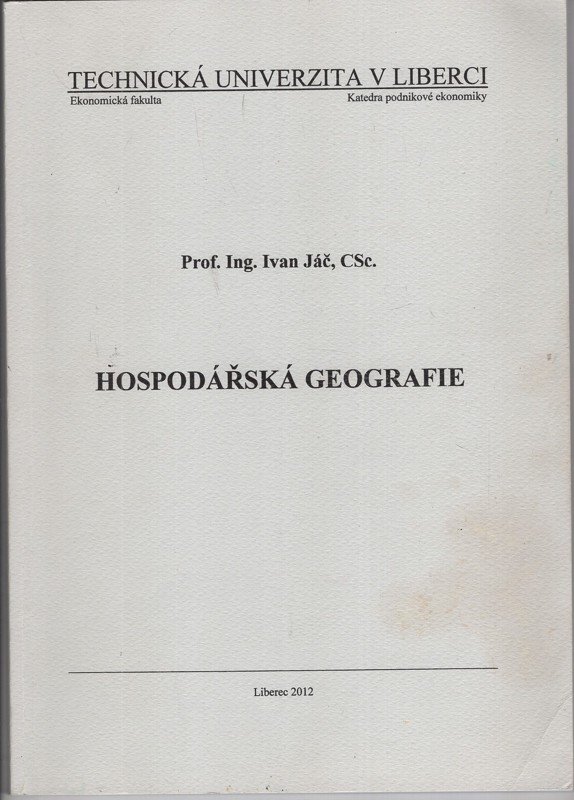 TECHNICKÁ UNIVERZITA V LIBERCI
Ekonomická fakulta Katedra podnikové ekonomiky
Prof. Ing. Ivan Jáč, CSc.
HOSPODÁŘSKÁ GEOGRAFIE
Liberec 2012